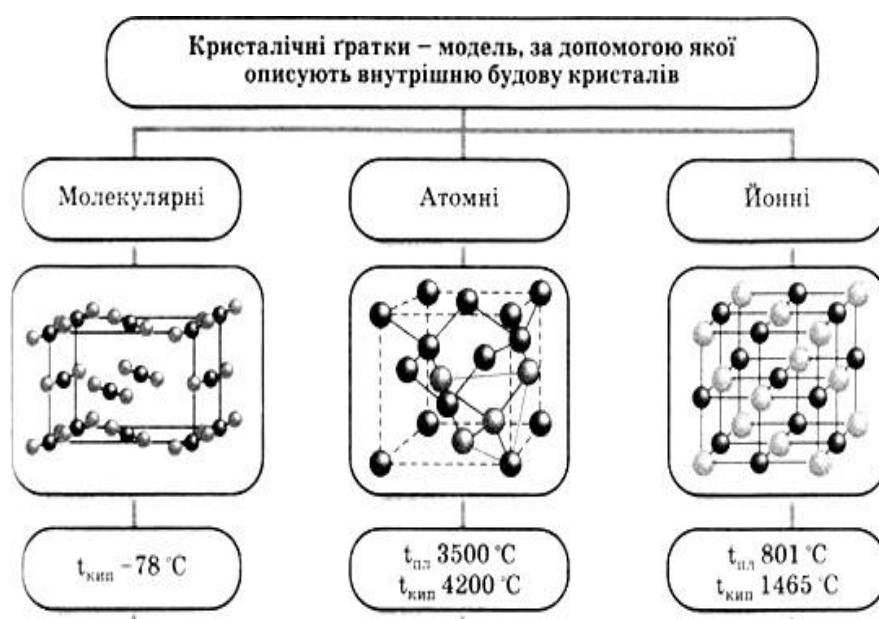 Кристалічні ґратки – модель, за допомогою якої
описують внутрішню будову кристалів
Молекулярні
Атомні
Йонні
tкип –78 °C
tпл 3500 °C
tкип 4200 °C
tпл 801 °C
tкип 1465 °C